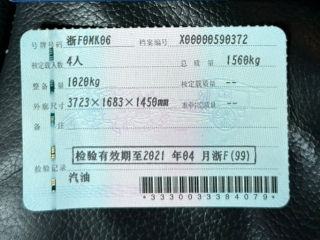 号牌号码 浙F0MK06 档案编号 X00000590372
核定载人数 4人 总质量 1560kg
整备质量 1020kg 核定载质量 --
外廓尺寸 3723×1683×1450mm 准牵引总质量 --
备注
检验有效期至2021 年04 月浙F(99)
检验记录
汽油
*3330033384079*